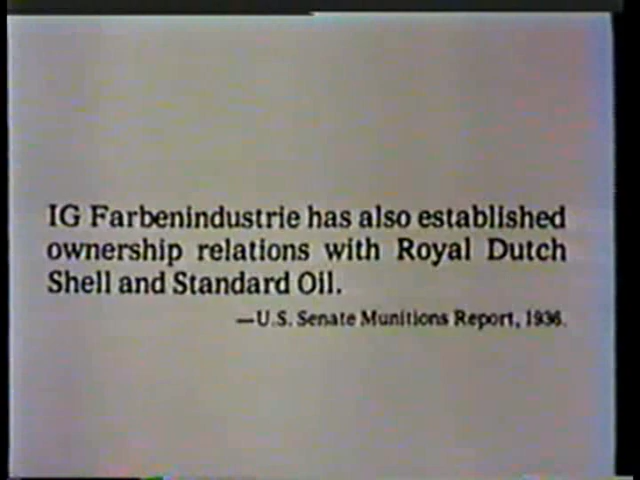 IG Farbenindustrie has also established
ownership relations with Royal Dutch
Shell and Standard Oil.
—U.S. Senate Munitions Report, 1936.